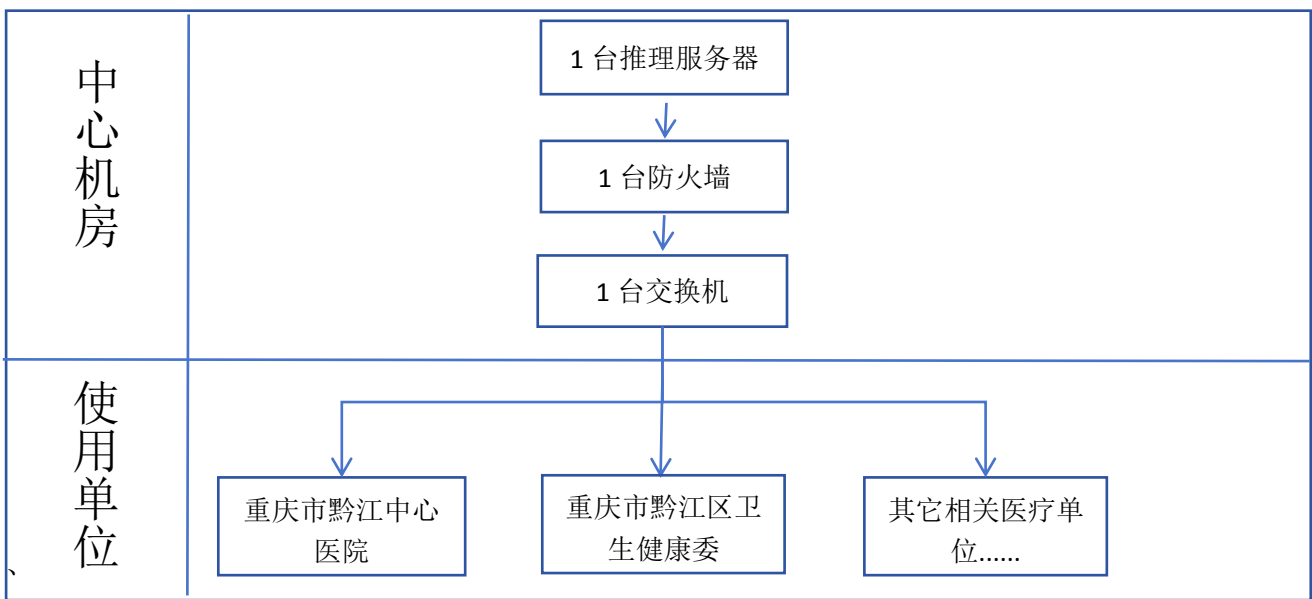 中心机房
1 台推理服务器
1 台防火墙
1 台交换机
使用单位
重庆市黔江中心
医院
重庆市黔江区卫
生健康委
其它相关医疗单
位......
、